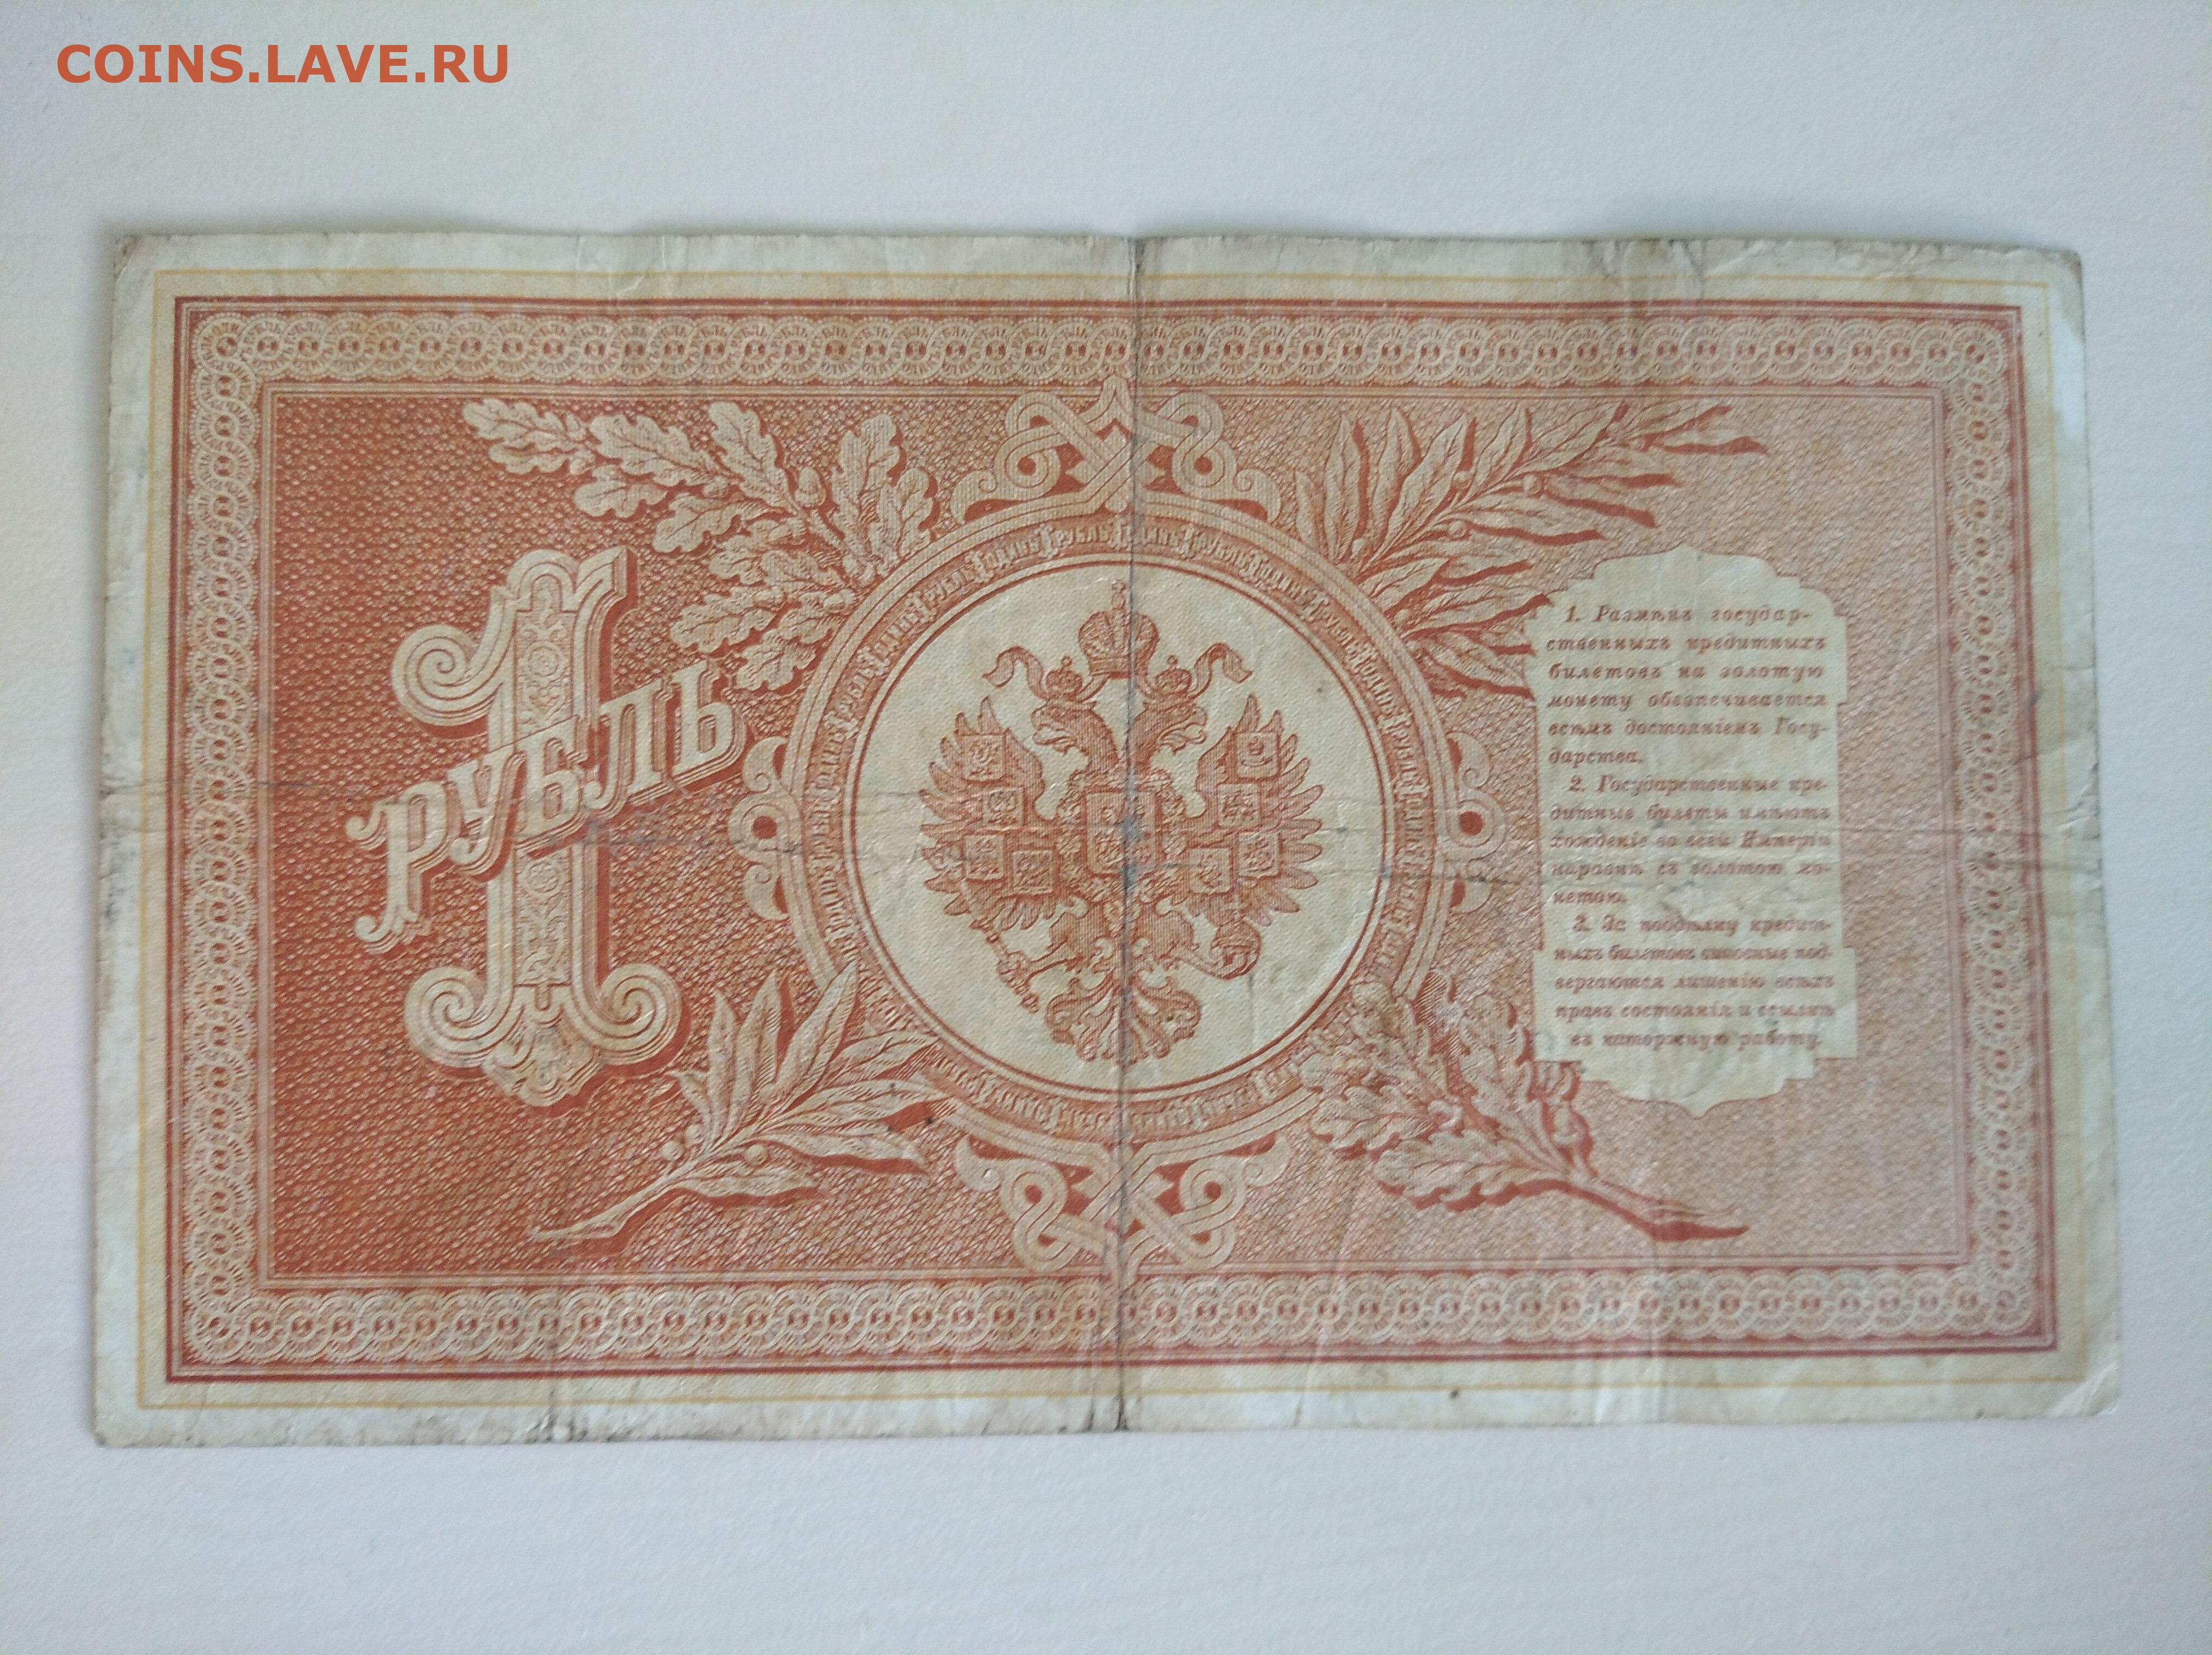 COINS.LAVE.RU
1
РУБЛЬ
1. Размѣнъ государ-
ственныхъ кредитныхъ
билетовъ на золотую
монету обезпечивается
всѣмъ достояніемъ Госу-
дарства.
2. Государственные кре-
дитные билеты имѣютъ
хожденіе во всей Имперіи
наравнѣ съ золотою мо-
нетою.
3. За поддѣлку кредит-
ныхъ билетовъ виновные под-
вергаются лишенію всѣхъ
правъ состоянія и ссылкѣ
въ каторжную работу.